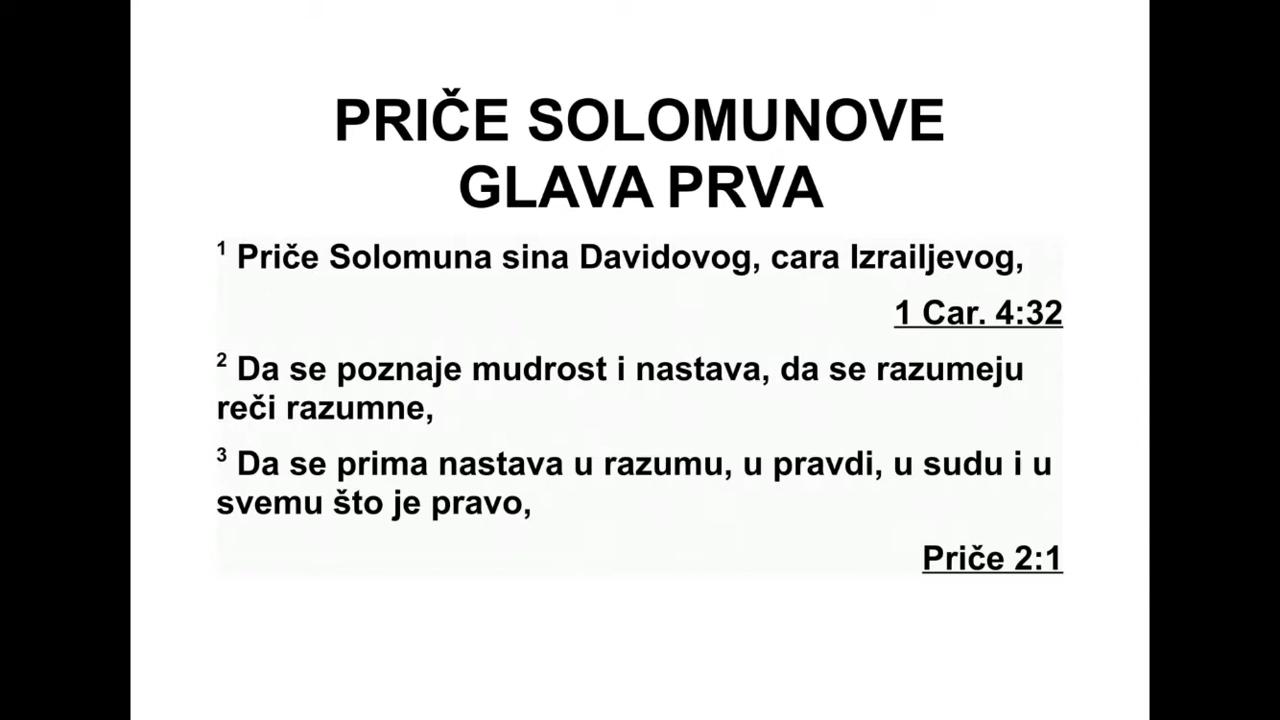 PRIČE SOLOMUNOVE
GLAVA PRVA
1 Priče Solomuna sina Davidovog, cara Izrailjevog,
1 Car. 4:32
2 Da se poznaje mudrost i nastava, da se razumeju
reči razumne,
3 Da se prima nastava u razumu, u pravdi, u sudu i u
svemu što je pravo,
Priče 2:1